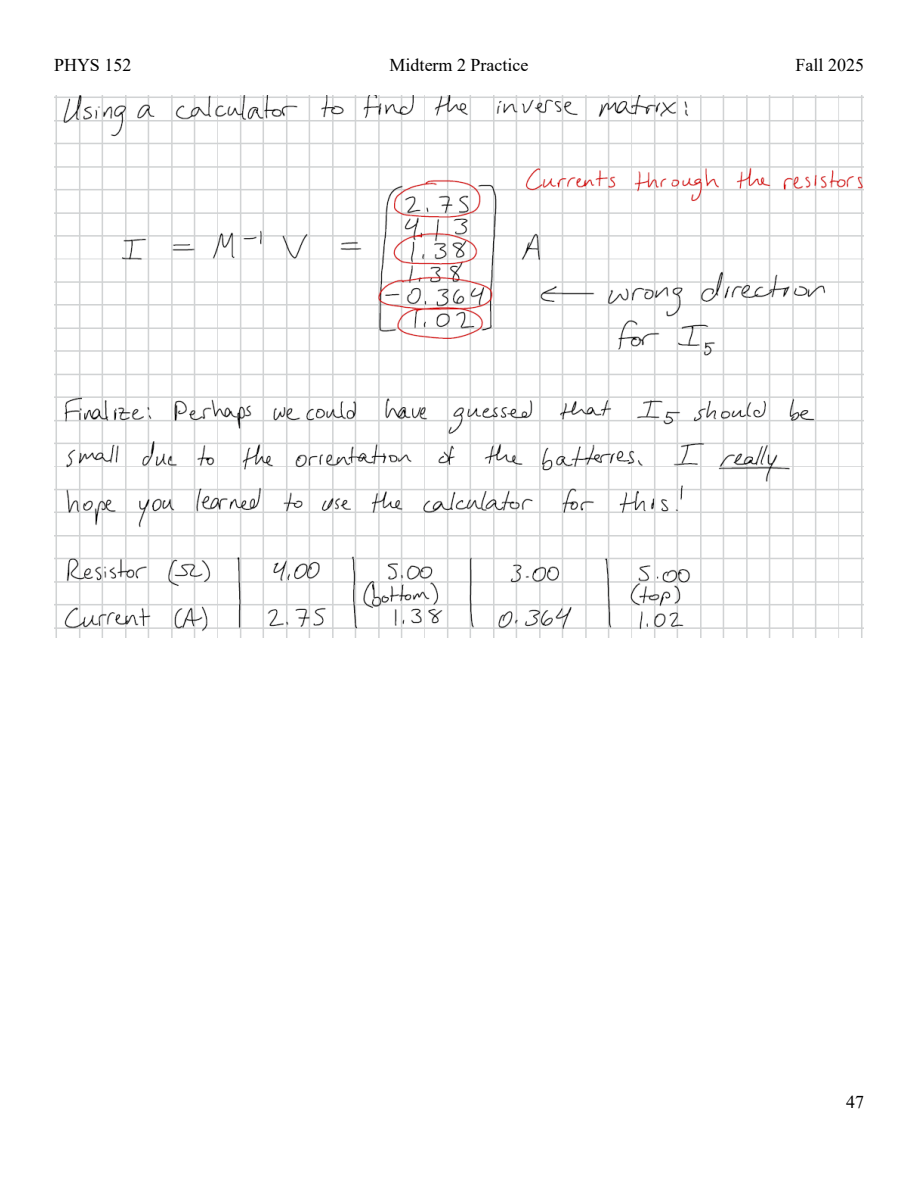 PHYS 152 Midterm 2 Practice Fall 2025
Using a calculator to find the inverse matrix:
Currents through the resistors
2.75
4.13
I = M⁻¹ V = 1.38 A
1.38
-0.364 ← wrong direction
1.02 for I₅
Finalize: Perhaps we could have guessed that I₅ should be
small due to the orientation of the batteries. I really
hope you learned to use the calculator for this!
Resistor (Ω) | 4.00 | 5.00 | 3.00 | 5.00
(bottom) (top)
Current (A) | 2.75 | 1.38 | 0.364 | 1.02
47